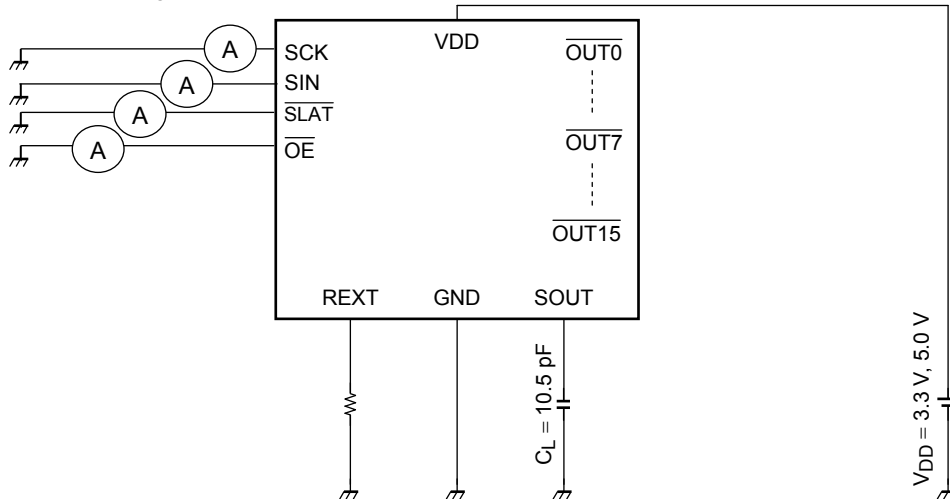 VDD
OUT0
A
SCK
A
SIN
A
SLAT
A
OE
OUT7
OUT15
REXT
GND
SOUT
CL = 10.5 pF
VDD = 3.3 V, 5.0 V